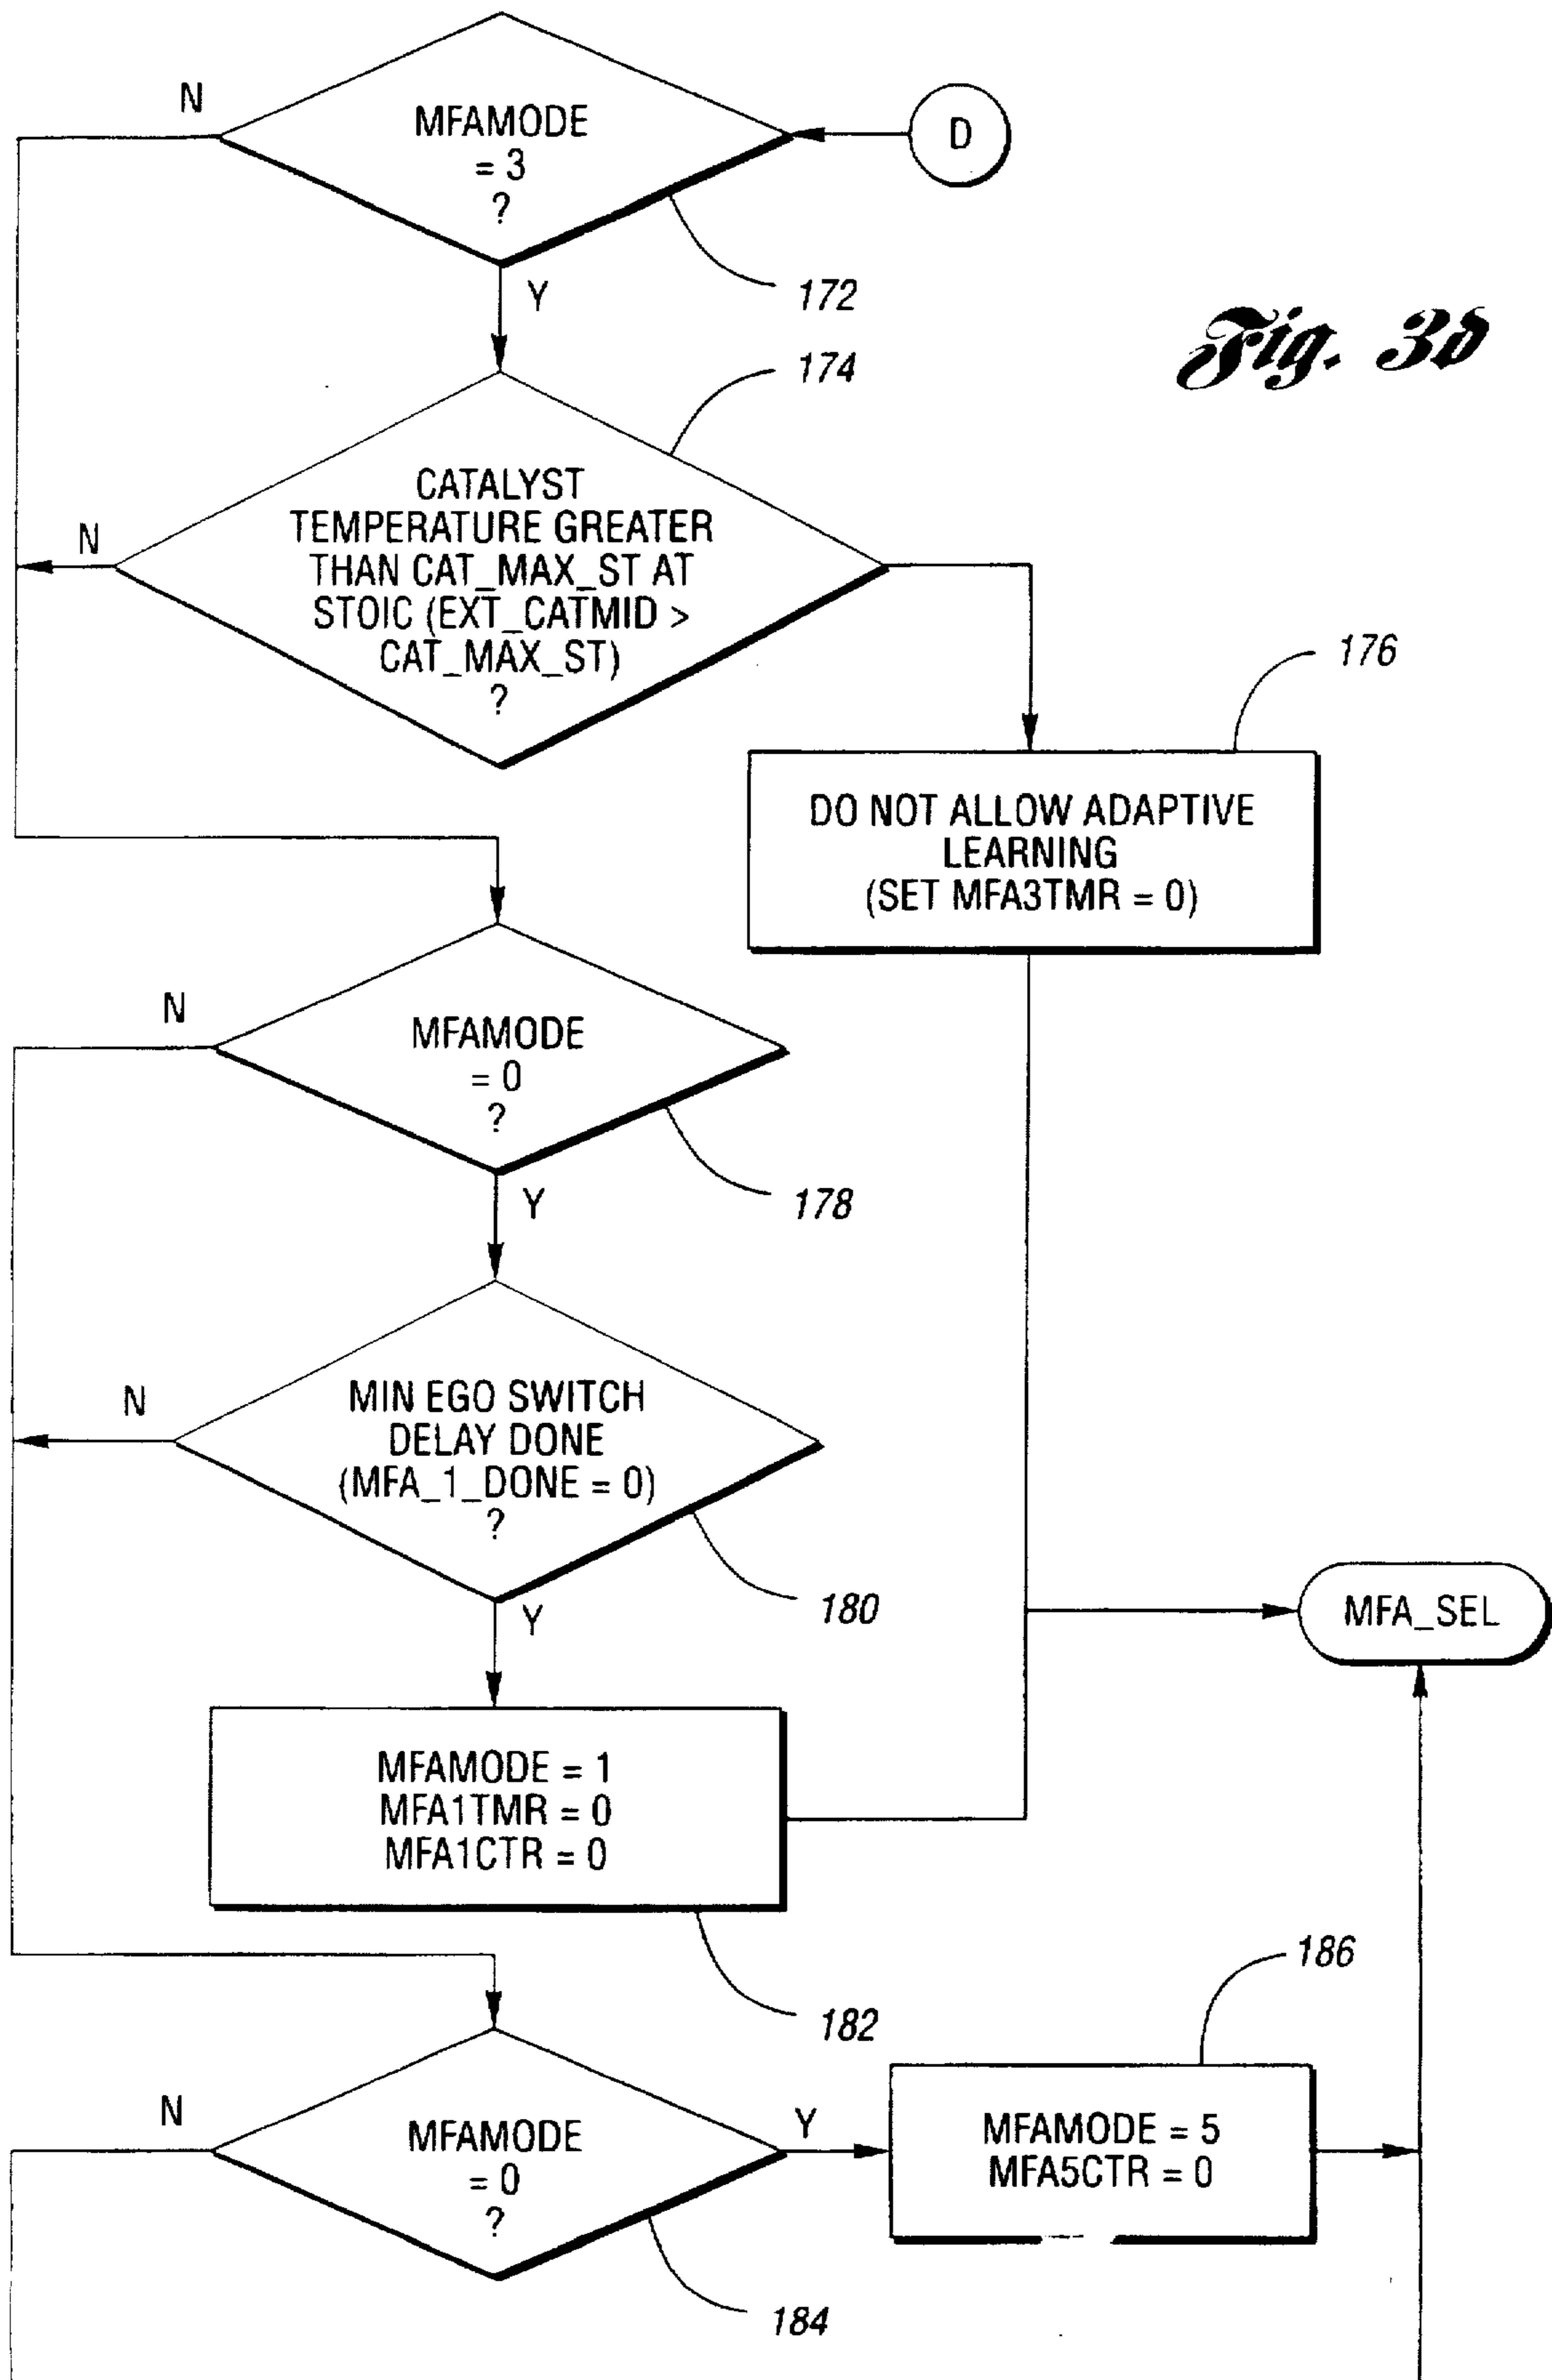 N
MFAMODE
= 3
?
D
Y
172
Fig. 3d
174
CATALYST
TEMPERATURE GREATER
THAN CAT_MAX_ST AT
STOIC (EXT_CATMID >
CAT_MAX_ST)
?
N
176
DO NOT ALLOW ADAPTIVE
LEARNING
(SET MFA3TMR = 0)
N
MFAMODE
= 0
?
178
Y
N
MIN EGO SWITCH
DELAY DONE
(MFA_1_DONE = 0)
?
180
Y
MFA_SEL
MFAMODE = 1
MFA1TMR = 0
MFA1CTR = 0
182
186
N
MFAMODE
= 0
?
Y
MFAMODE = 5
MFA5CTR = 0
184